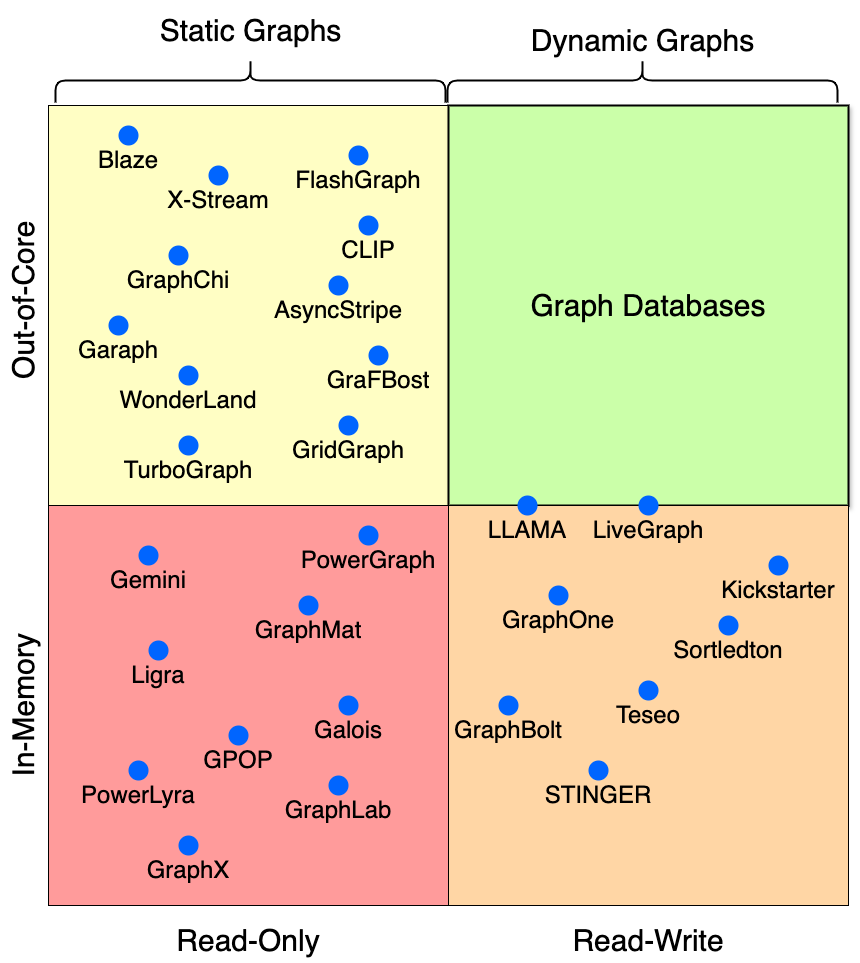 Static Graphs
Dynamic Graphs
Out-of-Core
Blaze
X-Stream
FlashGraph
CLIP
GraphChi
AsyncStripe
Garaph
GraFBost
WonderLand
GridGraph
TurboGraph
Graph Databases
In-Memory
PowerGraph
Gemini
GraphMat
Ligra
Galois
GPOP
PowerLyra
GraphLab
GraphX
LLAMA
LiveGraph
Kickstarter
GraphOne
Sortledton
Teseo
GraphBolt
STINGER
Read-Only
Read-Write